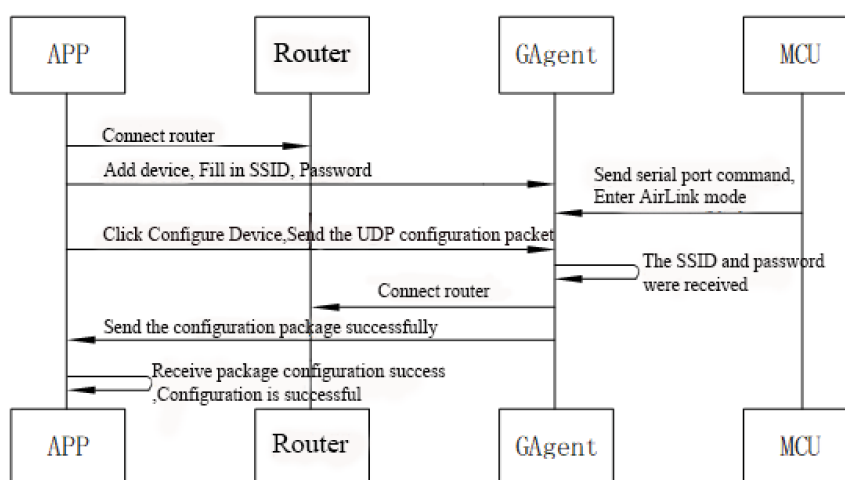 APP
Router
GAgent
MCU
Connect router
Add device, Fill in SSID, Password
Send serial port command,
Enter AirLink mode
Click Configure Device,Send the UDP configuration packet
The SSID and password
were received
Connect router
Send the configuration package successfully
Receive package configuration success
,Configuration is successful
APP
Router
GAgent
MCU